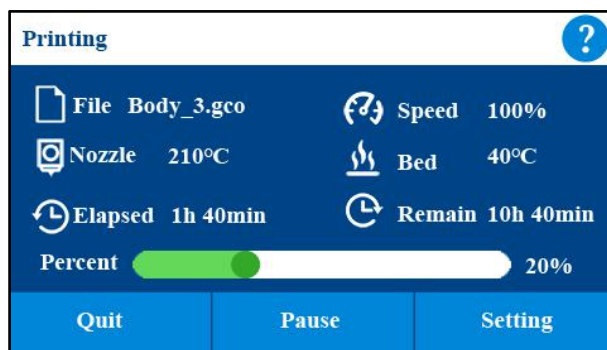 Printing ?
File Body_3.gco Speed 100%
Nozzle 210°C Bed 40°C
Elapsed 1h 40min Remain 10h 40min
Percent 20%
Quit Pause Setting